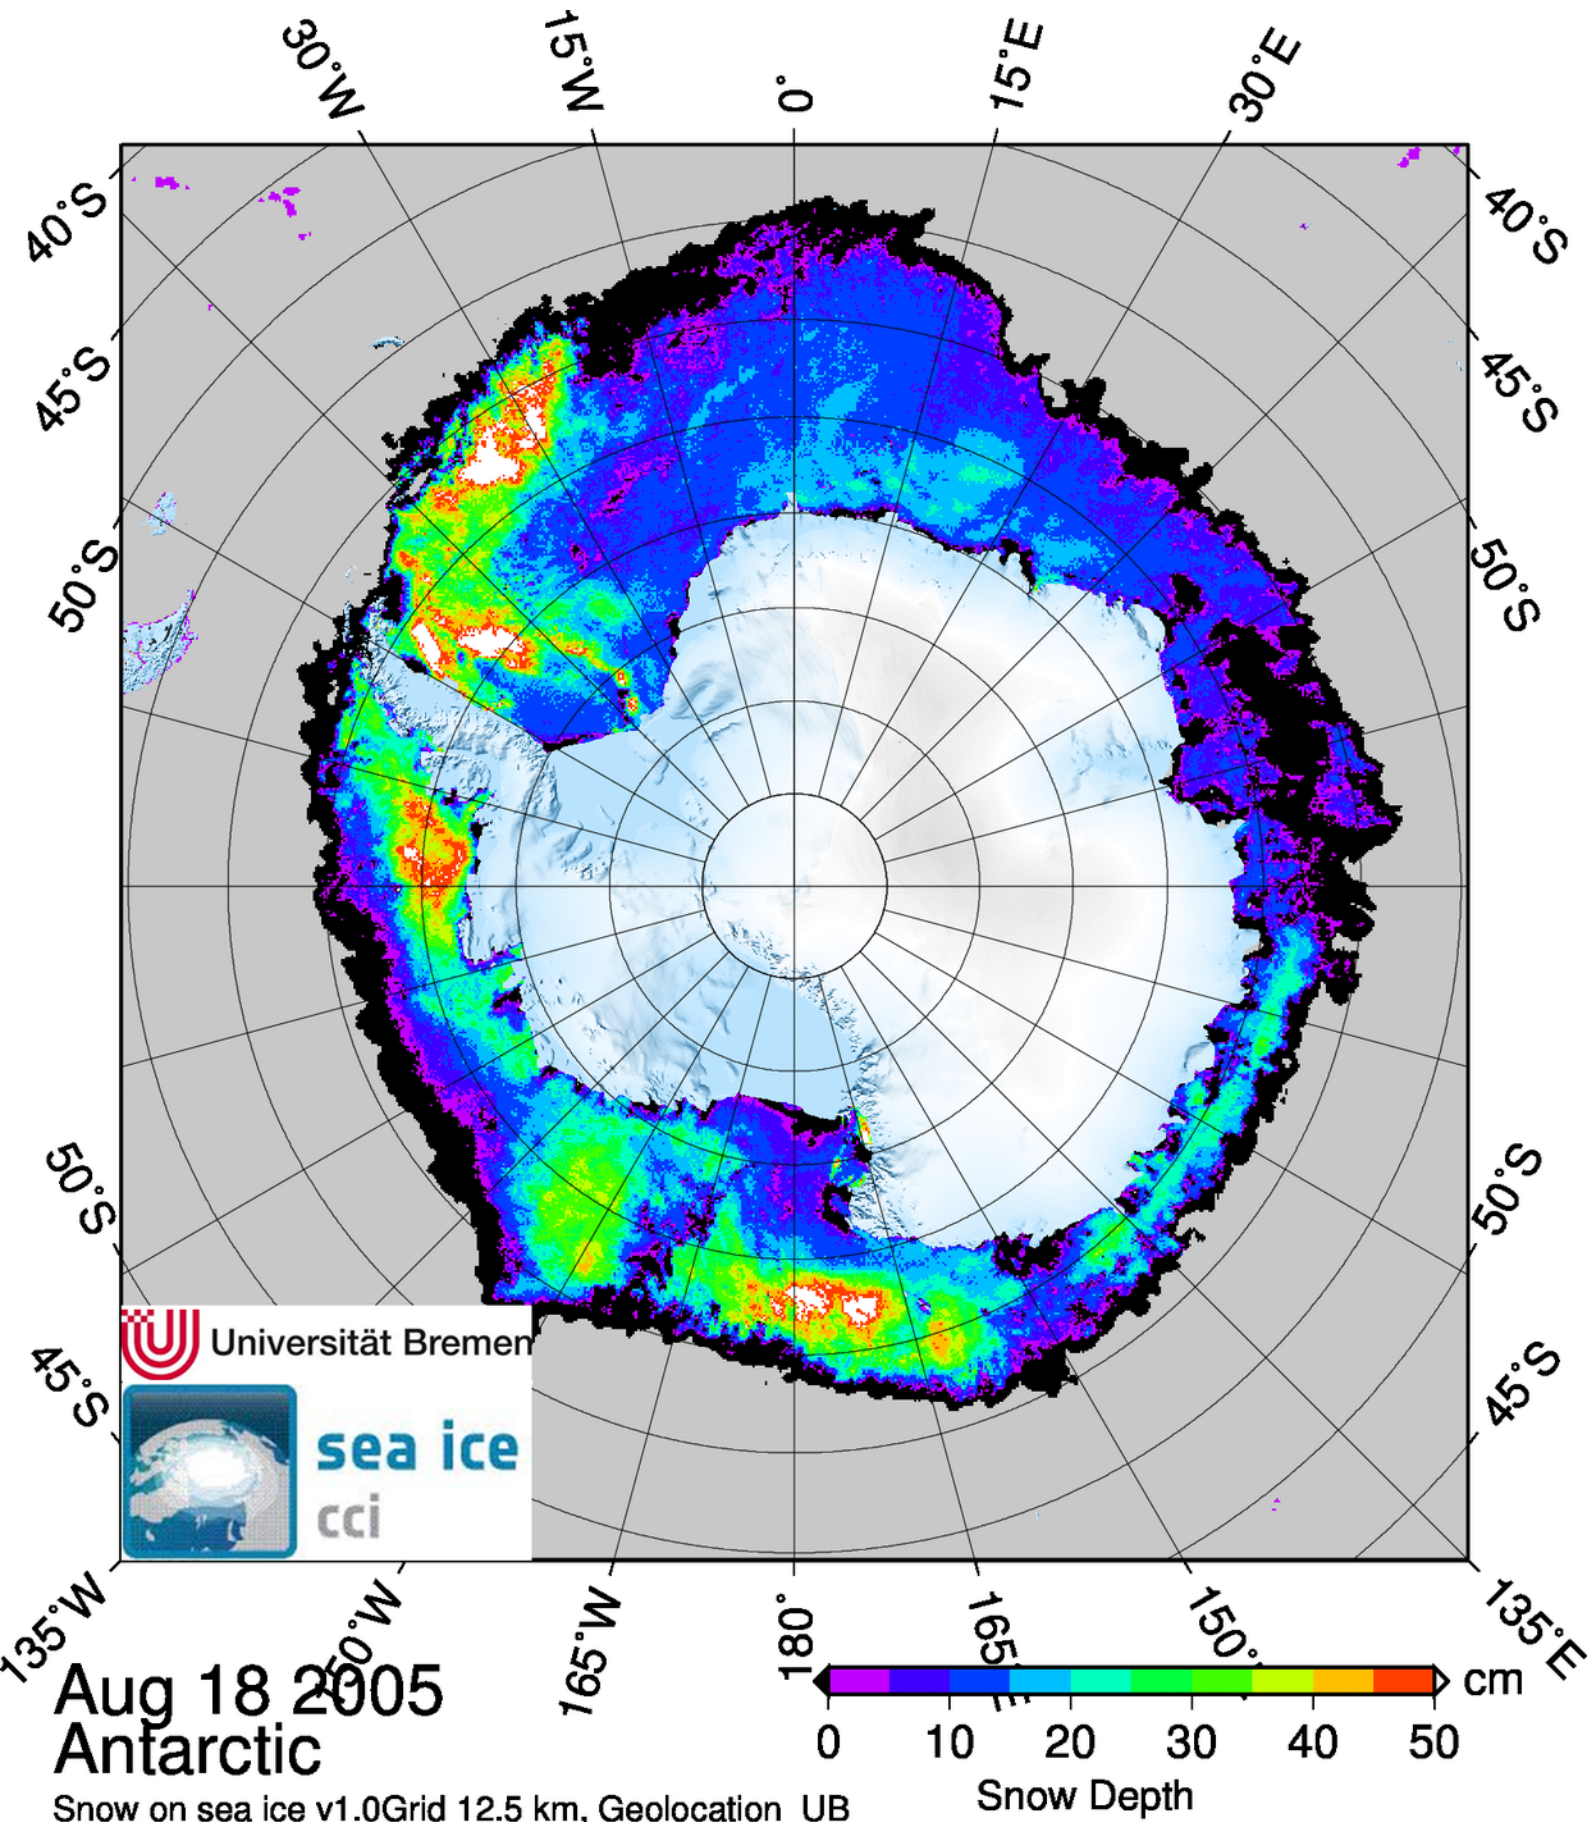 30°W 15°W 0° 15°E 30°E
40°S 40°S
45°S 45°S
50°S 50°S
50°S 50°S
45°S 45°S
Universität Bremen
sea ice
cci
135°W 165°W 180° 150° 135°E
Aug 18 2005
Antarctic
Snow on sea ice v1.0Grid 12.5 km, Geolocation UB
cm
0 10 20 30 40 50
Snow Depth